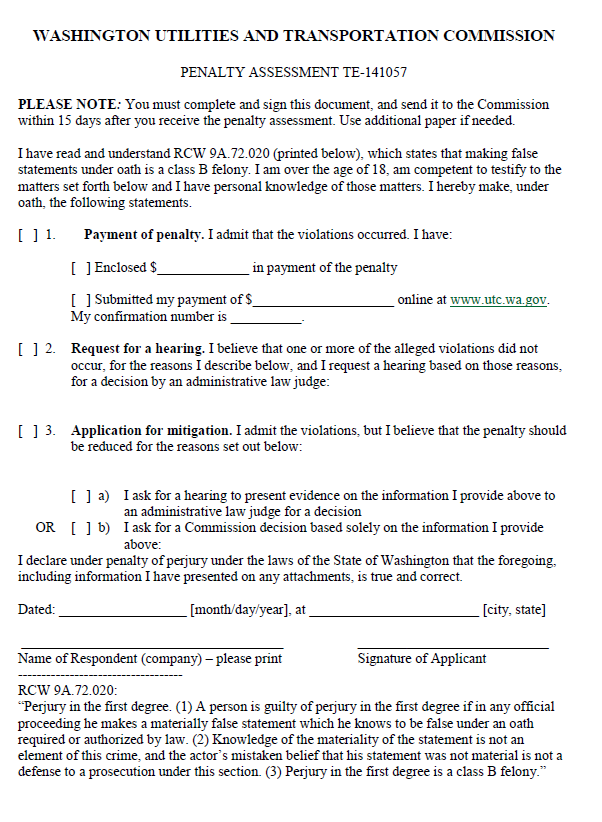 WASHINGTON UTILITIES AND TRANSPORTATION COMMISSION
PENALTY ASSESSMENT TE-141057
PLEASE NOTE: You must complete and sign this document, and send it to the Commission
within 15 days after you receive the penalty assessment. Use additional paper if needed.
I have read and understand RCW 9A.72.020 (printed below), which states that making false
statements under oath is a class B felony. I am over the age of 18, am competent to testify to the
matters set forth below and I have personal knowledge of those matters. I hereby make, under
oath, the following statements.
[ ] 1. Payment of penalty. I admit that the violations occurred. I have:
[ ] Enclosed $______________ in payment of the penalty
[ ] Submitted my payment of $______________________ online at www.utc.wa.gov.
My confirmation number is ___________.
[ ] 2. Request for a hearing. I believe that one or more of the alleged violations did not
occur, for the reasons I describe below, and I request a hearing based on those reasons,
for a decision by an administrative law judge:
[ ] 3. Application for mitigation. I admit the violations, but I believe that the penalty should
be reduced for the reasons set out below:
[ ] a) I ask for a hearing to present evidence on the information I provide above to
an administrative law judge for a decision
OR [ ] b) I ask for a Commission decision based solely on the information I provide
above:
I declare under penalty of perjury under the laws of the State of Washington that the foregoing,
including information I have presented on any attachments, is true and correct.
Dated: ____________________ [month/day/year], at __________________________ [city, state]
_________________________________________ ______________________________
Name of Respondent (company) – please print Signature of Applicant
-----------------------------------
RCW 9A.72.020:
“Perjury in the first degree. (1) A person is guilty of perjury in the first degree if in any official
proceeding he makes a materially false statement which he knows to be false under an oath
required or authorized by law. (2) Knowledge of the materiality of the statement is not an
element of this crime, and the actor’s mistaken belief that his statement was not material is not a
defense to a prosecution under this section. (3) Perjury in the first degree is a class B felony.”